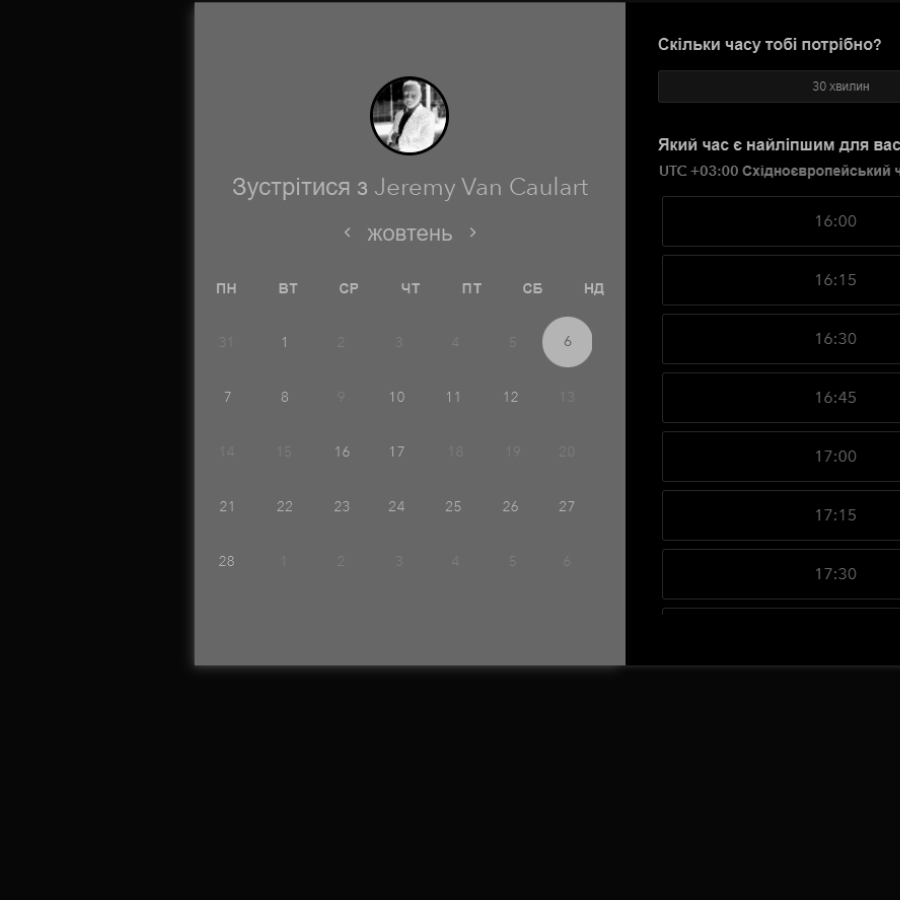 Зустрітися з Jeremy Van Caulart
‹ жовтень ›
ПН ВТ СР ЧТ ПТ СБ НД
31 1 2 3 4 5 6
7 8 9 10 11 12 13
14 15 16 17 18 19 20
21 22 23 24 25 26 27
28 1 2 3 4 5 6
Скільки часу тобі потрібно?
30 хвилин
Який час є найліпшим для вас
UTC +03:00 Східноєвропейський ч
16:00
16:15
16:30
16:45
17:00
17:15
17:30